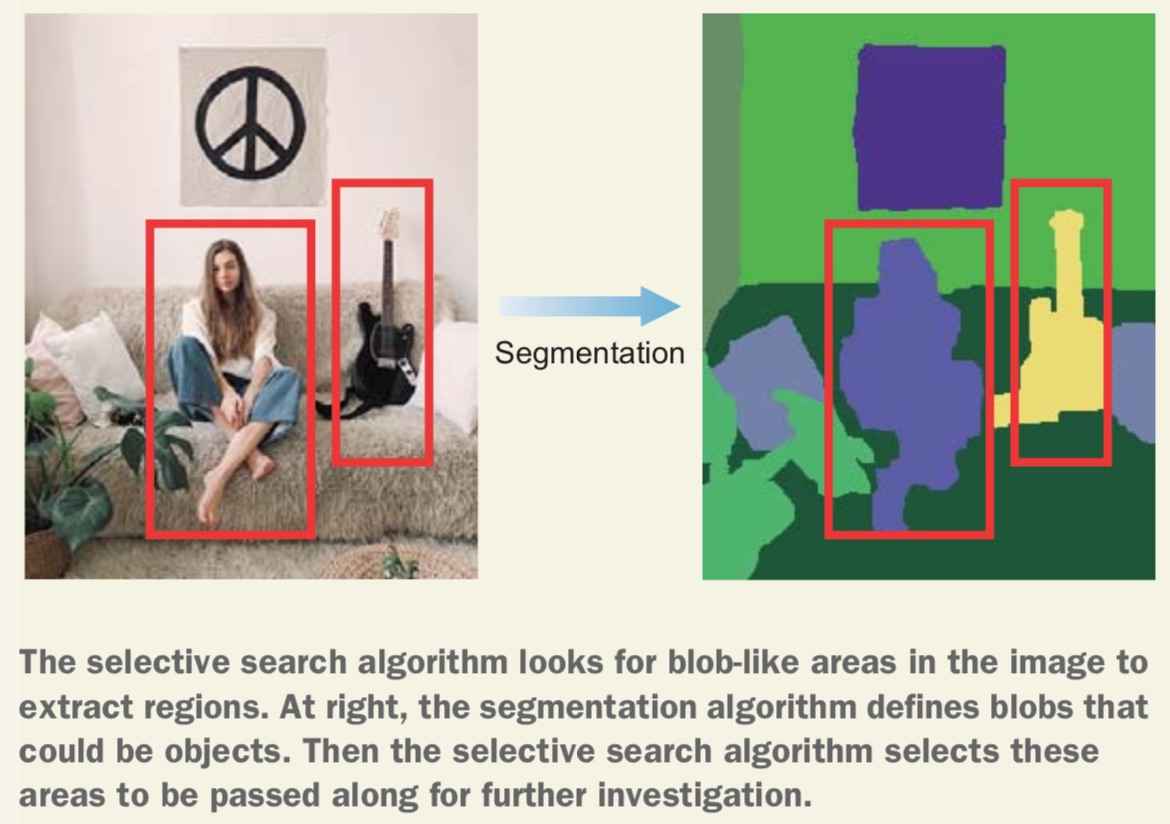 Segmentation
The selective search algorithm looks for blob-like areas in the image to
extract regions. At right, the segmentation algorithm defines blobs that
could be objects. Then the selective search algorithm selects these
areas to be passed along for further investigation.